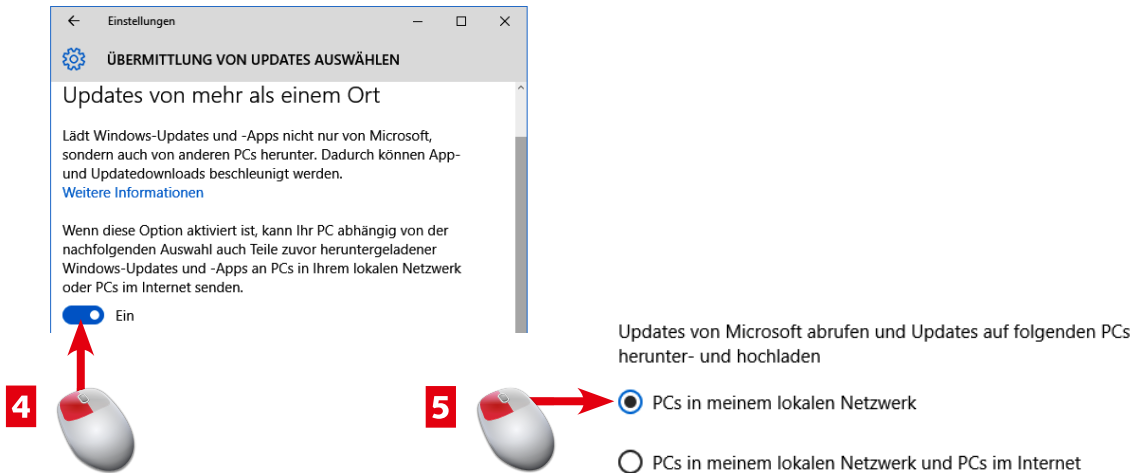 Einstellungen
ÜBERMITTLUNG VON UPDATES AUSWÄHLEN
Updates von mehr als einem Ort
Lädt Windows-Updates und -Apps nicht nur von Microsoft,
sondern auch von anderen PCs herunter. Dadurch können App-
und Updatedownloads beschleunigt werden.
Weitere Informationen
Wenn diese Option aktiviert ist, kann Ihr PC abhängig von der
nachfolgenden Auswahl auch Teile zuvor heruntergeladener
Windows-Updates und -Apps an PCs in Ihrem lokalen Netzwerk
oder PCs im Internet senden.
Ein
4
5
Updates von Microsoft abrufen und Updates auf folgenden PCs
herunter- und hochladen
PCs in meinem lokalen Netzwerk
PCs in meinem lokalen Netzwerk und PCs im Internet